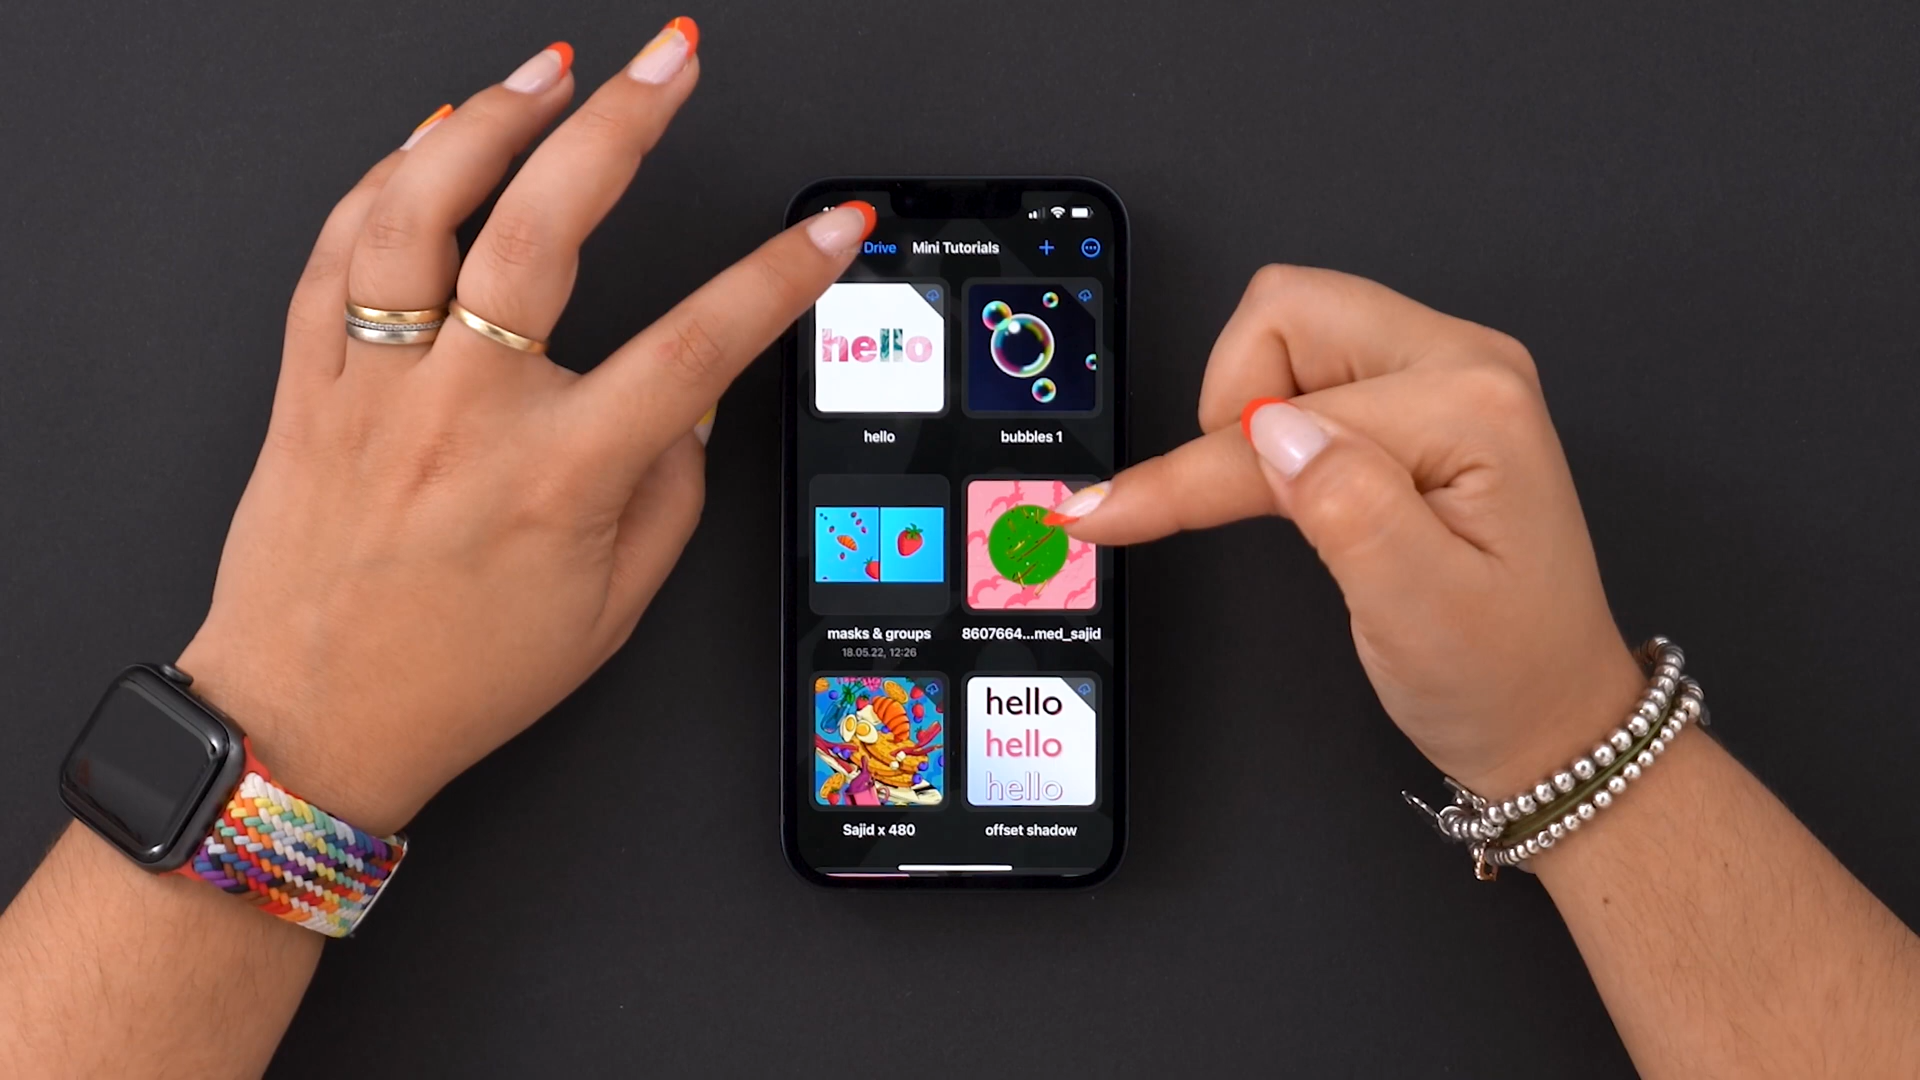 Drive Mini Tutorials
hello
hello
bubbles 1
masks & groups
18.05.22, 12:26
8607664...med_sajid
hello
hello
hello
Sajid x 480
offset shadow